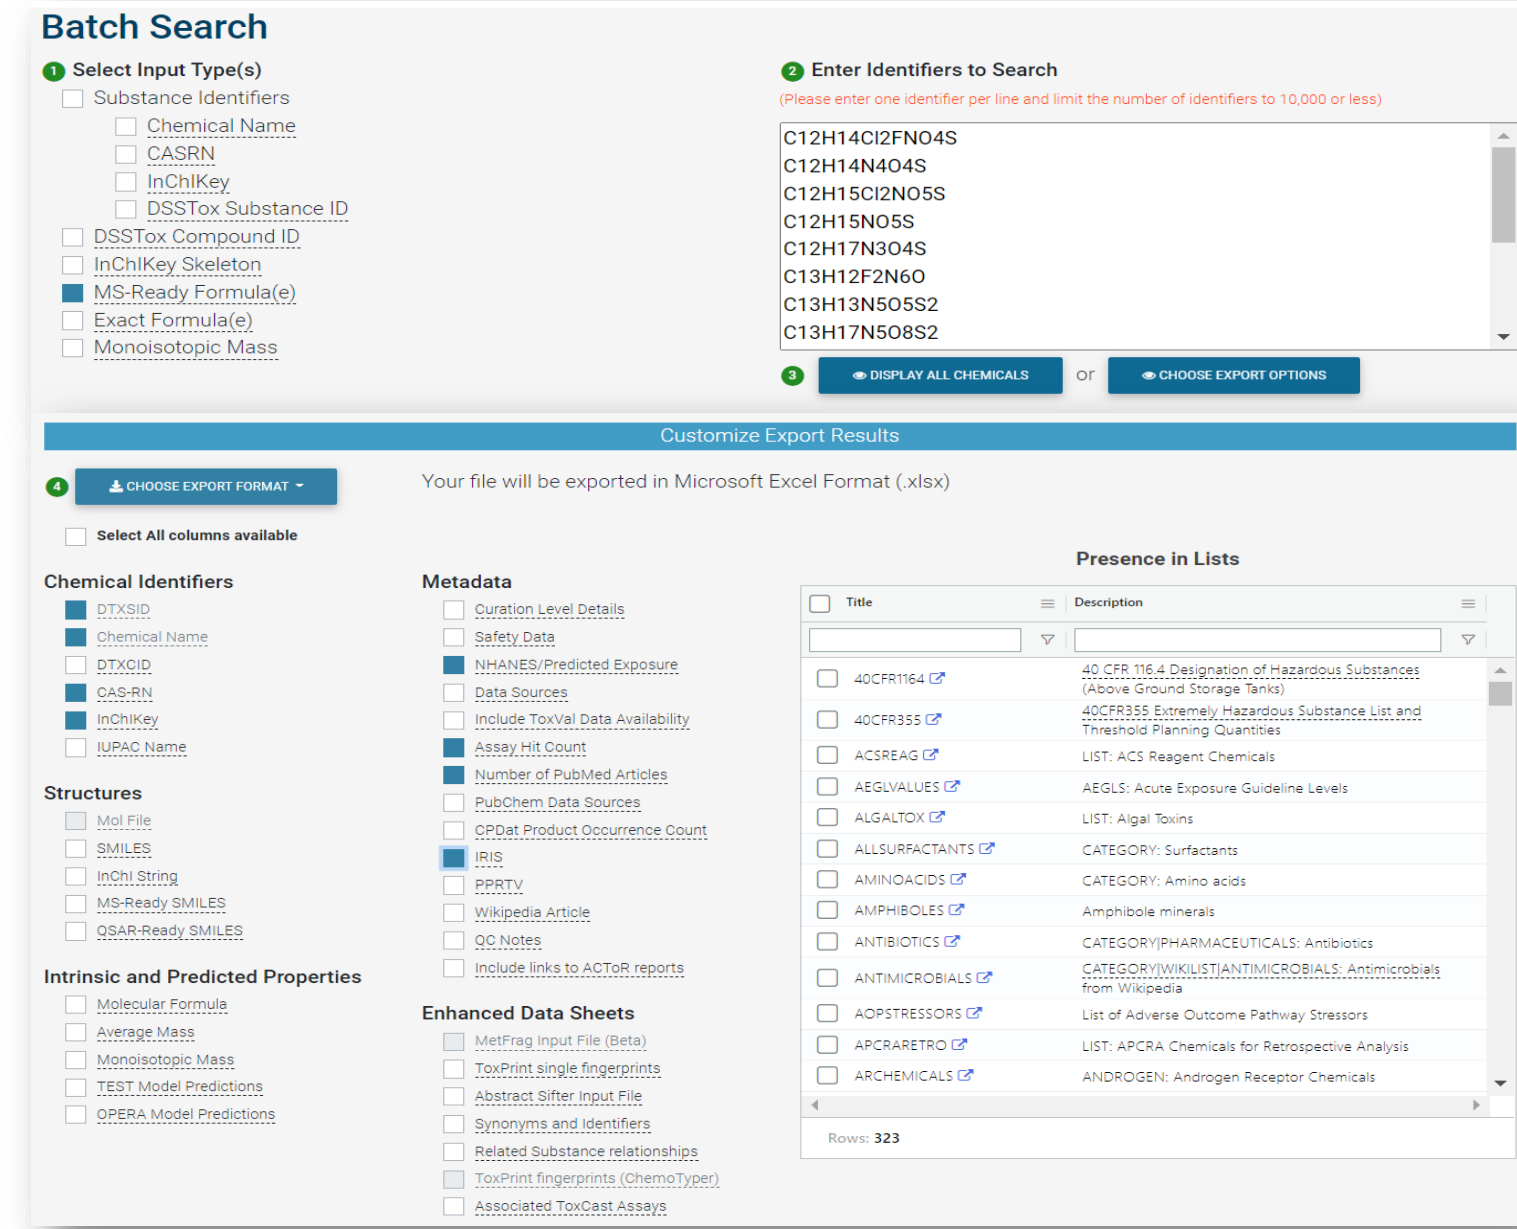 Batch Search
1 Select Input Type(s)
Substance Identifiers
Chemical Name
CASRN
InChIKey
DSSTox Substance ID
DSSTox Compound ID
InChIKey Skeleton
MS-Ready Formula(e)
Exact Formula(e)
Monoisotopic Mass
2 Enter Identifiers to Search
(Please enter one identifier per line and limit the number of identifiers to 10,000 or less)
C12H14Cl2FNO4S
C12H14N4O4S
C12H15Cl2NO5S
C12H15NO5S
C12H17N3O4S
C13H12F2N6O
C13H13N5O5S2
C13H17N5O8S2
3 DISPLAY ALL CHEMICALS or CHOOSE EXPORT OPTIONS
Customize Export Results
4 CHOOSE EXPORT FORMAT
Your file will be exported in Microsoft Excel Format (.xlsx)
Select All columns available
Chemical Identifiers
DTXSID
Chemical Name
DTXCID
CAS-RN
InChIKey
IUPAC Name
Structures
Mol File
SMILES
InChI String
MS-Ready SMILES
QSAR-Ready SMILES
Intrinsic and Predicted Properties
Molecular Formula
Average Mass
Monoisotopic Mass
TEST Model Predictions
OPERA Model Predictions
Metadata
Curation Level Details
Safety Data
NHANES/Predicted Exposure
Data Sources
Include ToxVal Data Availability
Assay Hit Count
Number of PubMed Articles
PubChem Data Sources
CPDat Product Occurrence Count
IRIS
PPRTV
Wikipedia Article
QC Notes
Include links to ACToR reports
Enhanced Data Sheets
MetFrag Input File (Beta)
ToxPrint single fingerprints
Abstract Sifter Input File
Synonyms and Identifiers
Related Substance relationships
ToxPrint fingerprints (ChemoTyper)
Associated ToxCast Assays
Presence in Lists
Title Description
40CFR1164 40 CFR 116.4 Designation of Hazardous Substances
(Above Ground Storage Tanks)
40CFR355 40CFR355 Extremely Hazardous Substance List and
Threshold Planning Quantities
ACSREAG LIST: ACS Reagent Chemicals
AEGLVALUES AEGLS: Acute Exposure Guideline Levels
ALGALTOX LIST: Algal Toxins
ALLSURFACTANTS CATEGORY: Surfactants
AMINOACIDS CATEGORY: Amino acids
AMPHIBOLES Amphibole minerals
ANTIBIOTICS CATEGORY|PHARMACEUTICALS: Antibiotics
ANTIMICROBIALS CATEGORY|WIKILIST|ANTIMICROBIALS: Antimicrobials
from Wikipedia
AOPSTRESSORS List of Adverse Outcome Pathway Stressors
APCRARETRO LIST: APCRA Chemicals for Retrospective Analysis
ARCHEMICALS ANDROGEN: Androgen Receptor Chemicals
Rows: 323